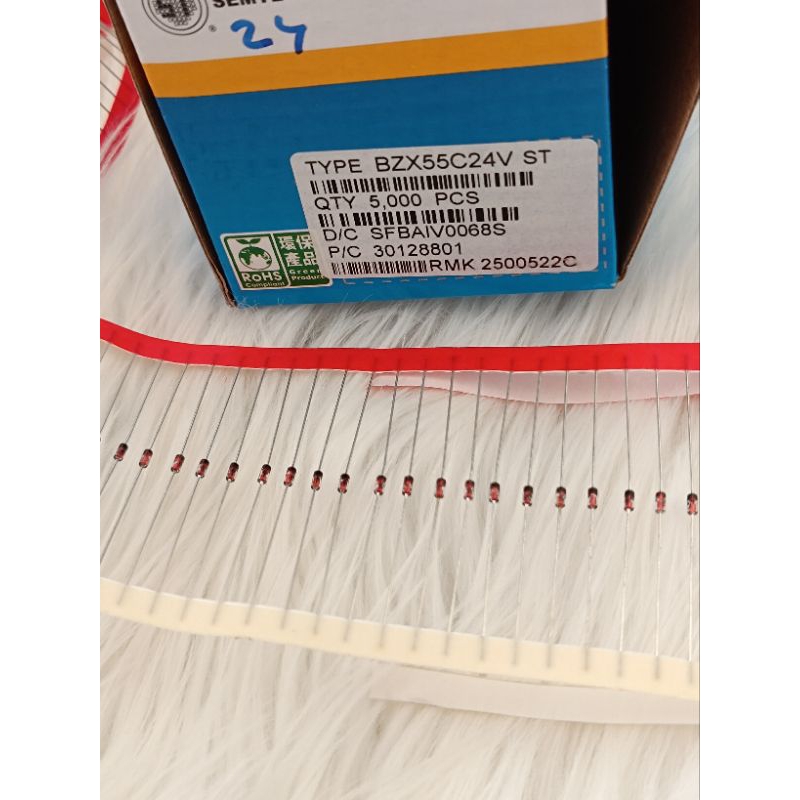 24
TYPE BZX55C24V ST
QTY 5,000 PCS
D/C SFBAIV0068S
P/C 30128801
RMK 2500522C
環保
產品
RoHS
Compliant
Green
Product